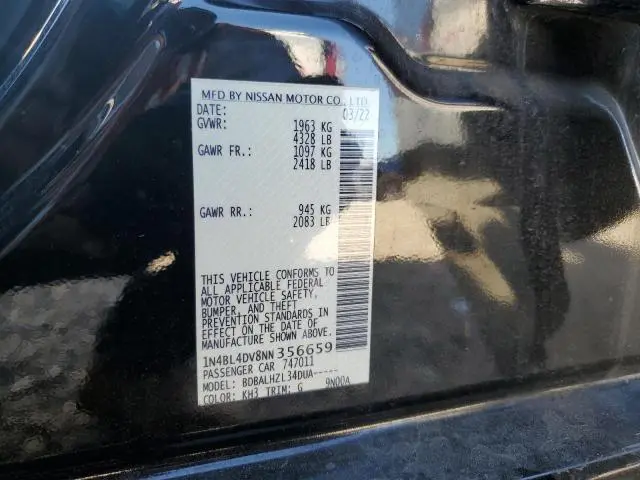 MFD BY NISSAN MOTOR CO., LTD.
DATE: 03/22
GVWR: 1963 KG
4328 LB
GAWR FR.: 1097 KG
2418 LB
GAWR RR.: 945 KG
2083 LB
THIS VEHICLE CONFORMS TO
ALL APPLICABLE FEDERAL
MOTOR VEHICLE SAFETY,
BUMPER, AND THEFT
PREVENTION STANDARDS IN
EFFECT ON THE DATE OF
MANUFACTURE SHOWN ABOVE.
1N4BL4DV8NN356659
PASSENGER CAR 747011
MODEL: BDBALHZL34DUA-----
COLOR: KH3 TRIM: G 9N00A